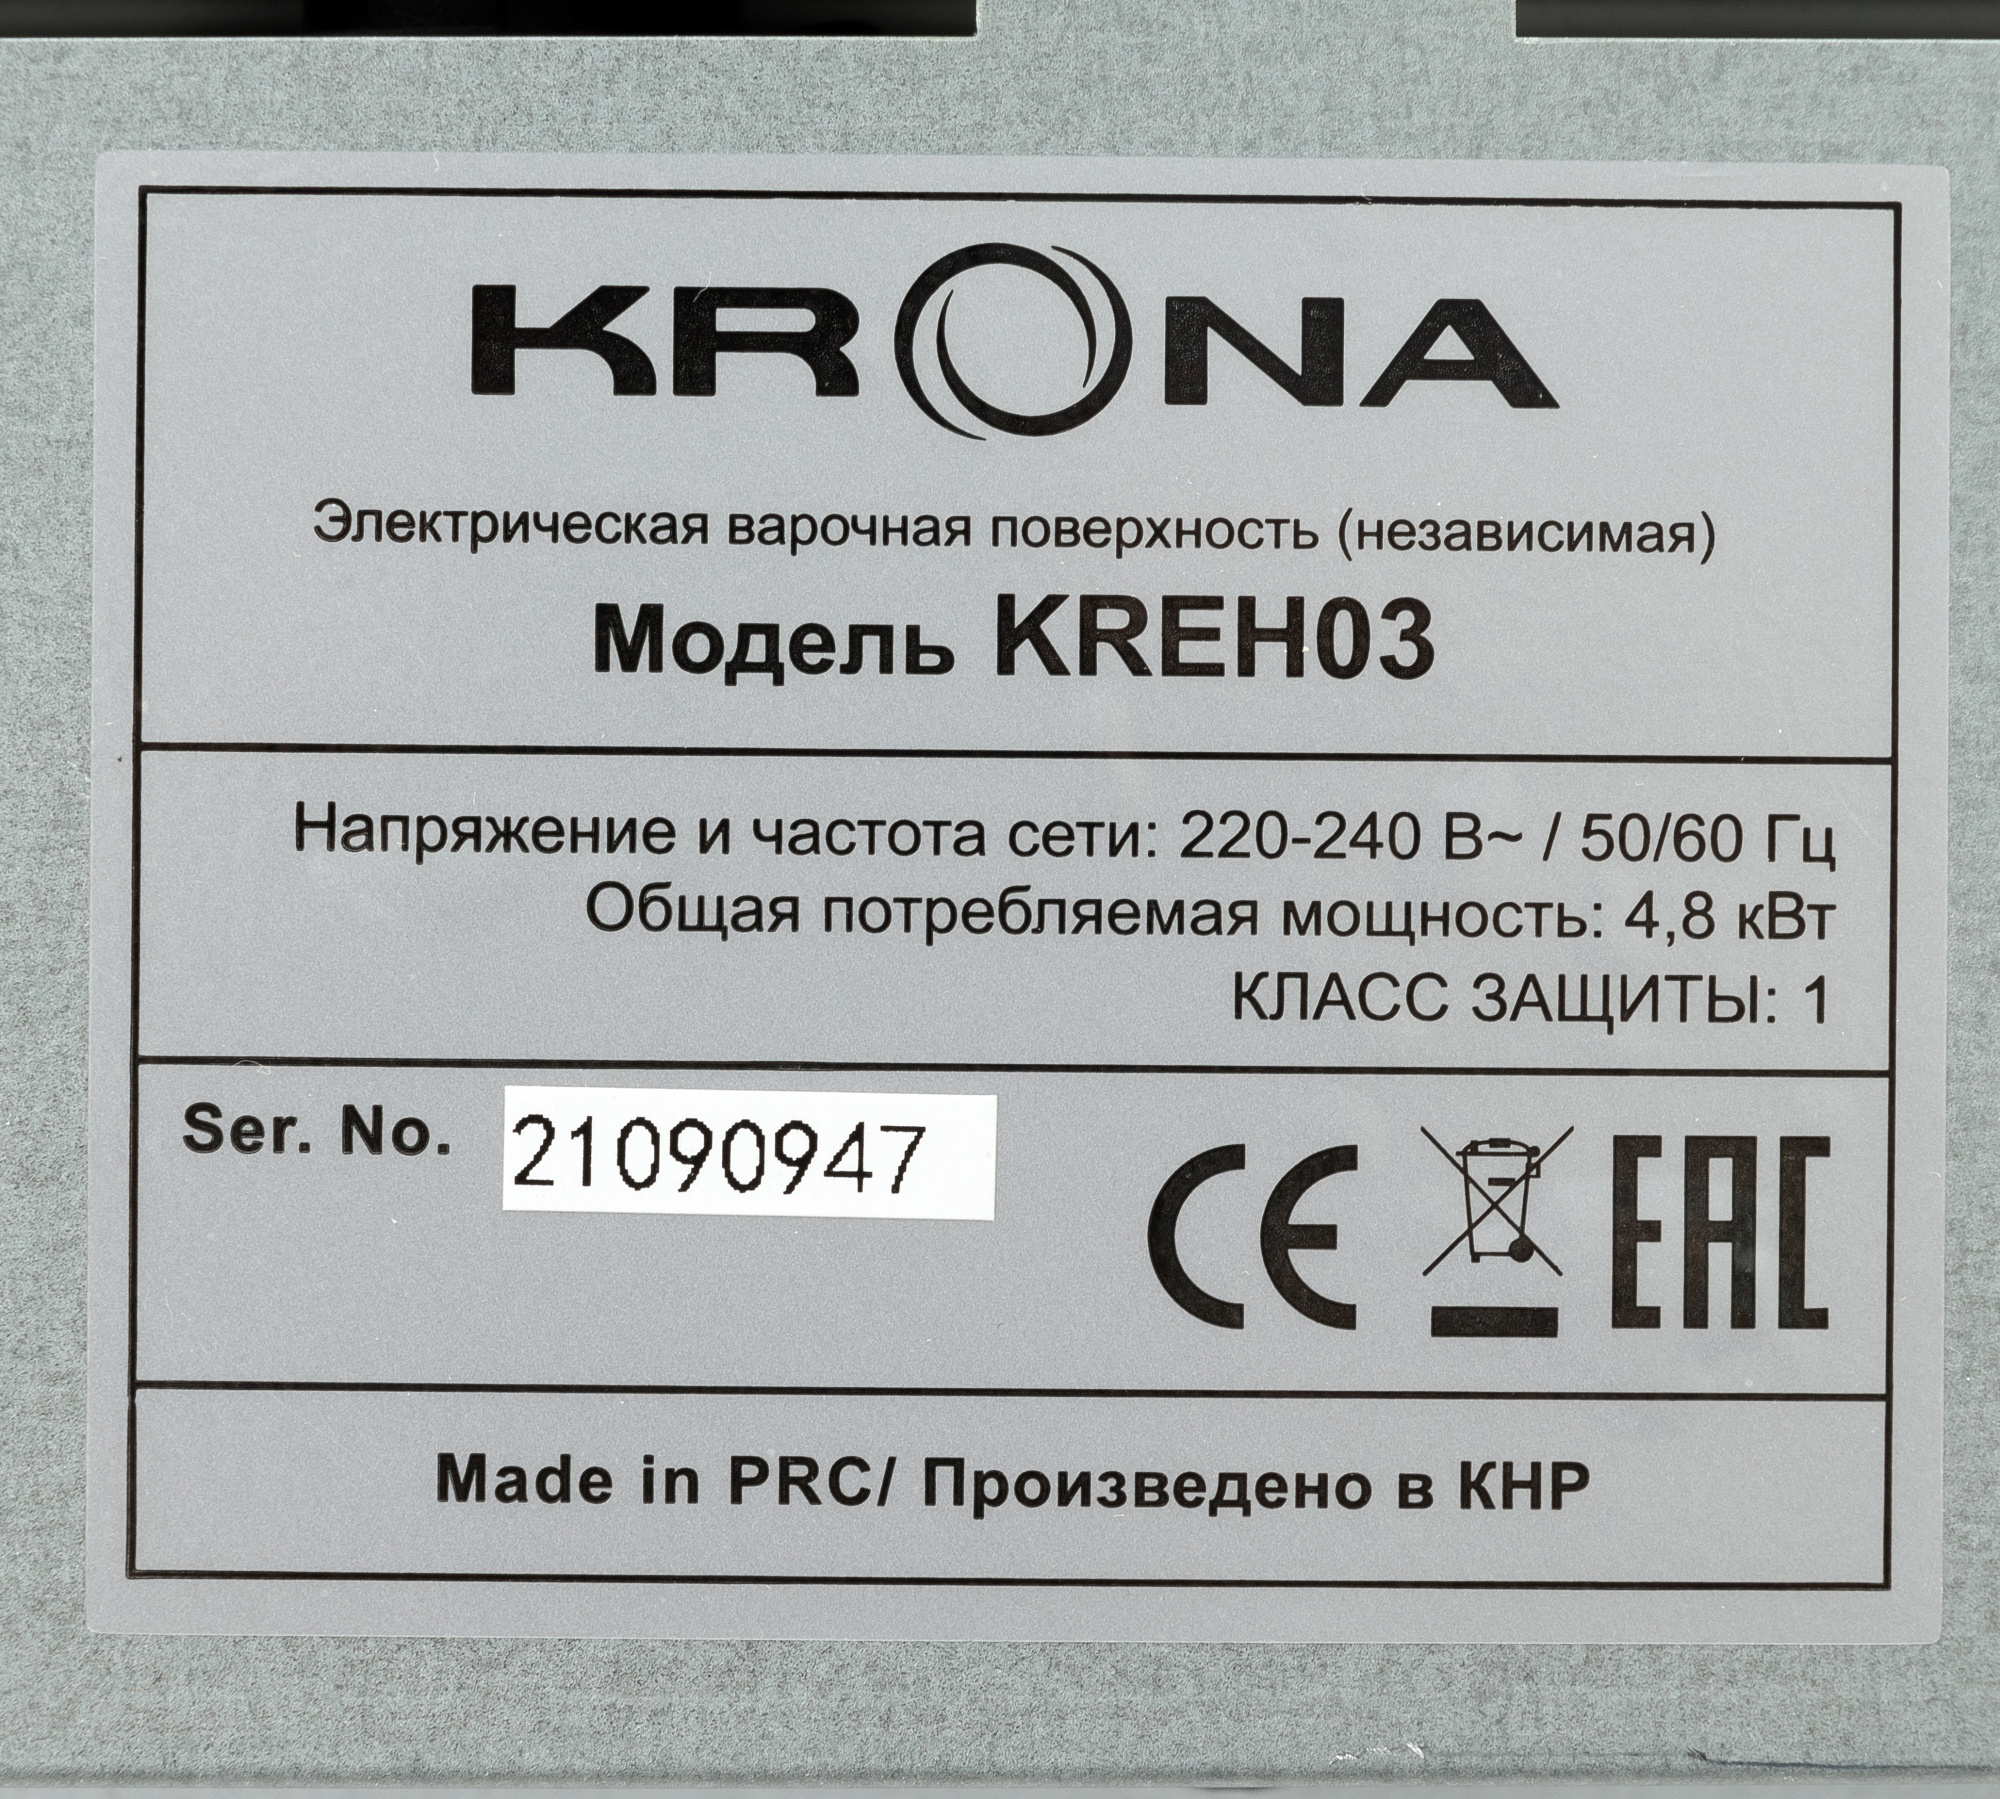 KRONA
Электрическая варочная поверхность (независимая)
Модель KREH03
Напряжение и частота сети: 220-240 В~ / 50/60 Гц
Общая потребляемая мощность: 4,8 кВт
КЛАСС ЗАЩИТЫ: 1
Ser. No. 21090947
CE EAC
Made in PRC/ Произведено в КНР